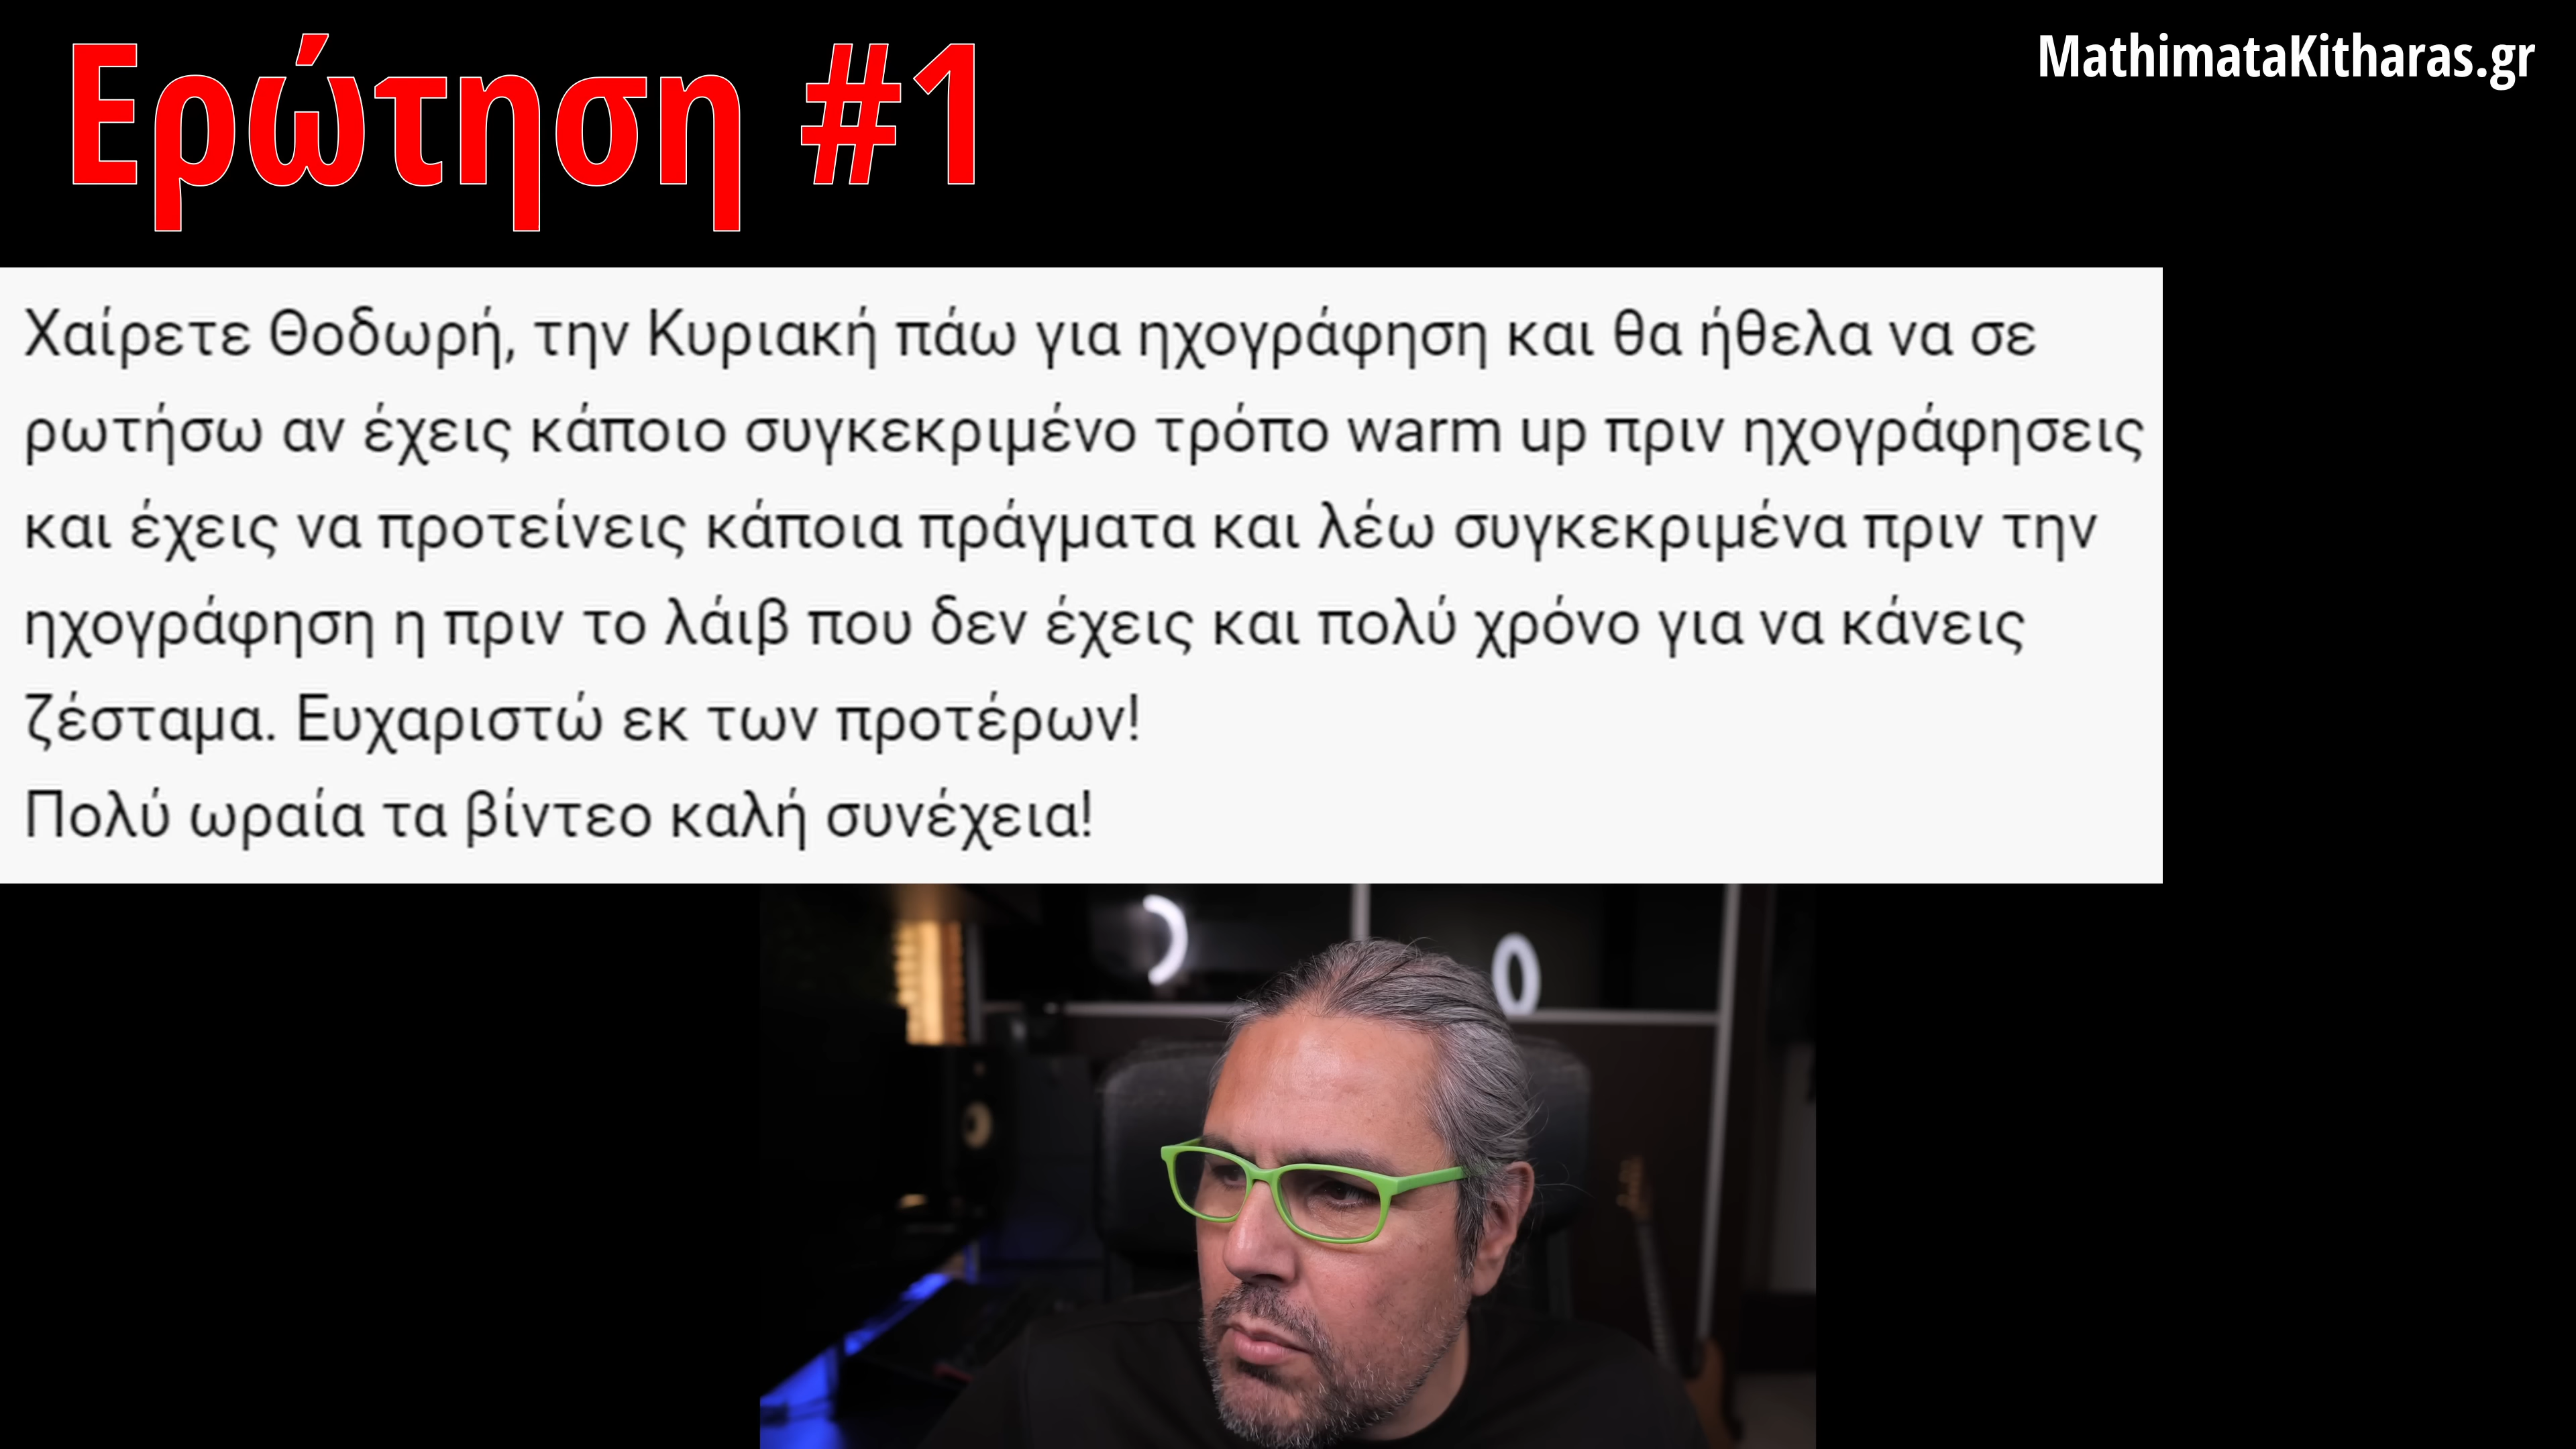 Ερώτηση #1
MathimataKitharas.gr
Χαίρετε Θοδωρή, την Κυριακή πάω για ηχογράφηση και θα ήθελα να σε
ρωτήσω αν έχεις κάποιο συγκεκριμένο τρόπο warm up πριν ηχογράφησεις
και έχεις να προτείνεις κάποια πράγματα και λέω συγκεκριμένα πριν την
ηχογράφηση η πριν το λάιβ που δεν έχεις και πολύ χρόνο για να κάνεις
ζέσταμα. Ευχαριστώ εκ των προτέρων!
Πολύ ωραία τα βίντεο καλή συνέχεια!